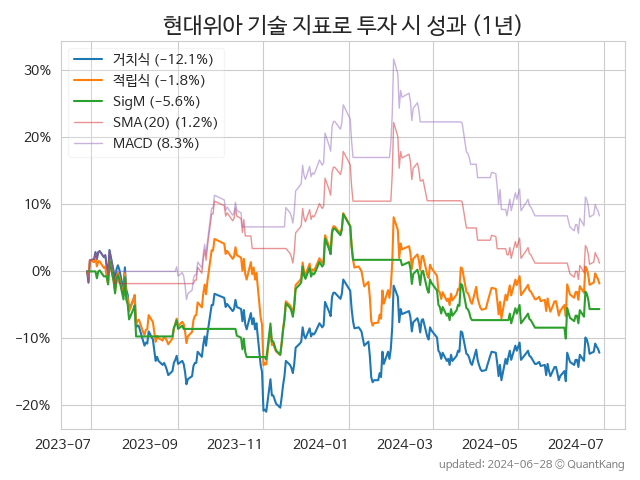 현대위아 기술 지표로 투자 시 성과 (1년)
거치식 (−12.1%)
적립식 (−1.8%)
SigM (−5.6%)
SMA(20) (1.2%)
MACD (8.3%)
30%
20%
10%
0%
−10%
−20%
2023-07 2023-09 2023-11 2024-01 2024-03 2024-05 2024-07
updated: 2024-06-28 ⓒ QuantKang